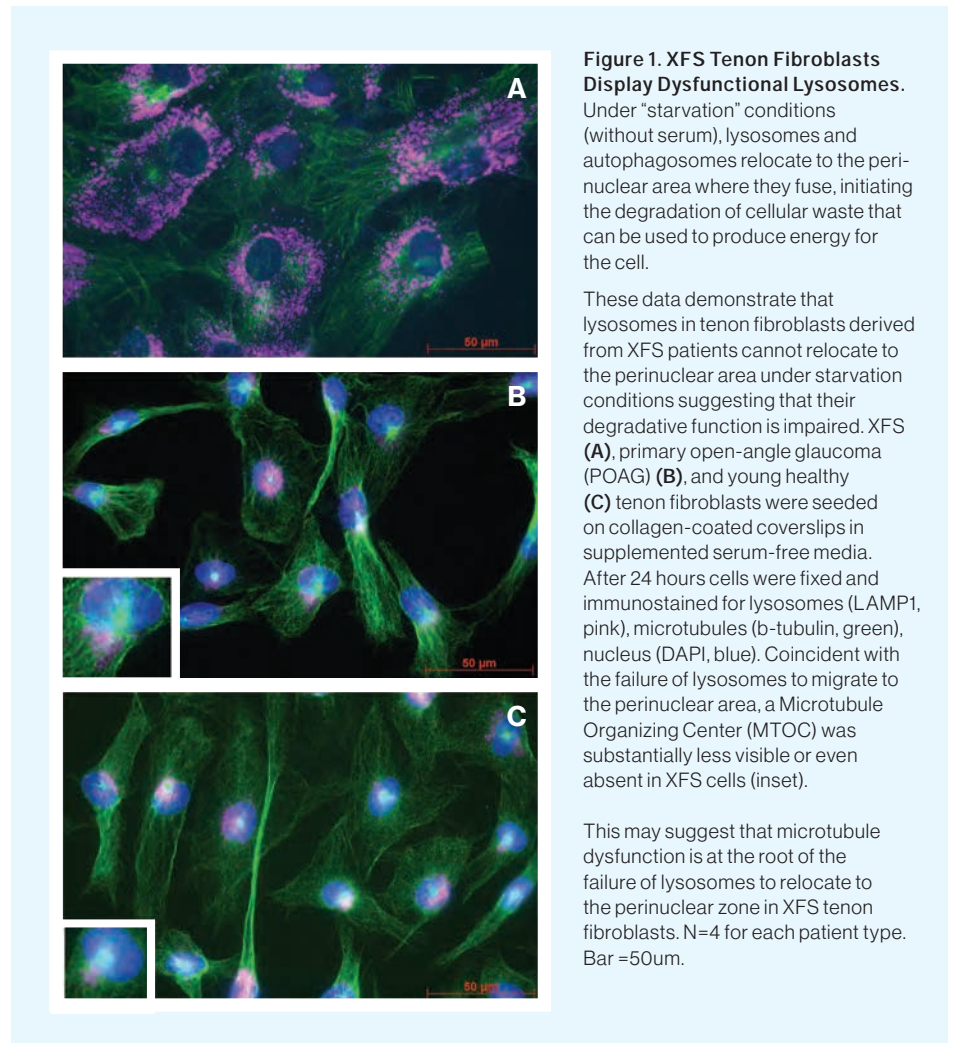 A
50 µm
B
50 µm
C
50 µm
Figure 1. XFS Tenon Fibroblasts
Display Dysfunctional Lysosomes.
Under “starvation” conditions
(without serum), lysosomes and
autophagosomes relocate to the peri-
nuclear area where they fuse, initiating
the degradation of cellular waste that
can be used to produce energy for
the cell.
These data demonstrate that
lysosomes in tenon fibroblasts derived
from XFS patients cannot relocate to
the perinuclear area under starvation
conditions suggesting that their
degradative function is impaired. XFS
(A), primary open-angle glaucoma
(POAG) (B), and young healthy
(C) tenon fibroblasts were seeded
on collagen-coated coverslips in
supplemented serum-free media.
After 24 hours cells were fixed and
immunostained for lysosomes (LAMP1,
pink), microtubules (b-tubulin, green),
nucleus (DAPI, blue). Coincident with
the failure of lysosomes to migrate to
the perinuclear area, a Microtubule
Organizing Center (MTOC) was
substantially less visible or even
absent in XFS cells (inset).
This may suggest that microtubule
dysfunction is at the root of the
failure of lysosomes to relocate to
the perinuclear zone in XFS tenon
fibroblasts. N=4 for each patient type.
Bar =50um.